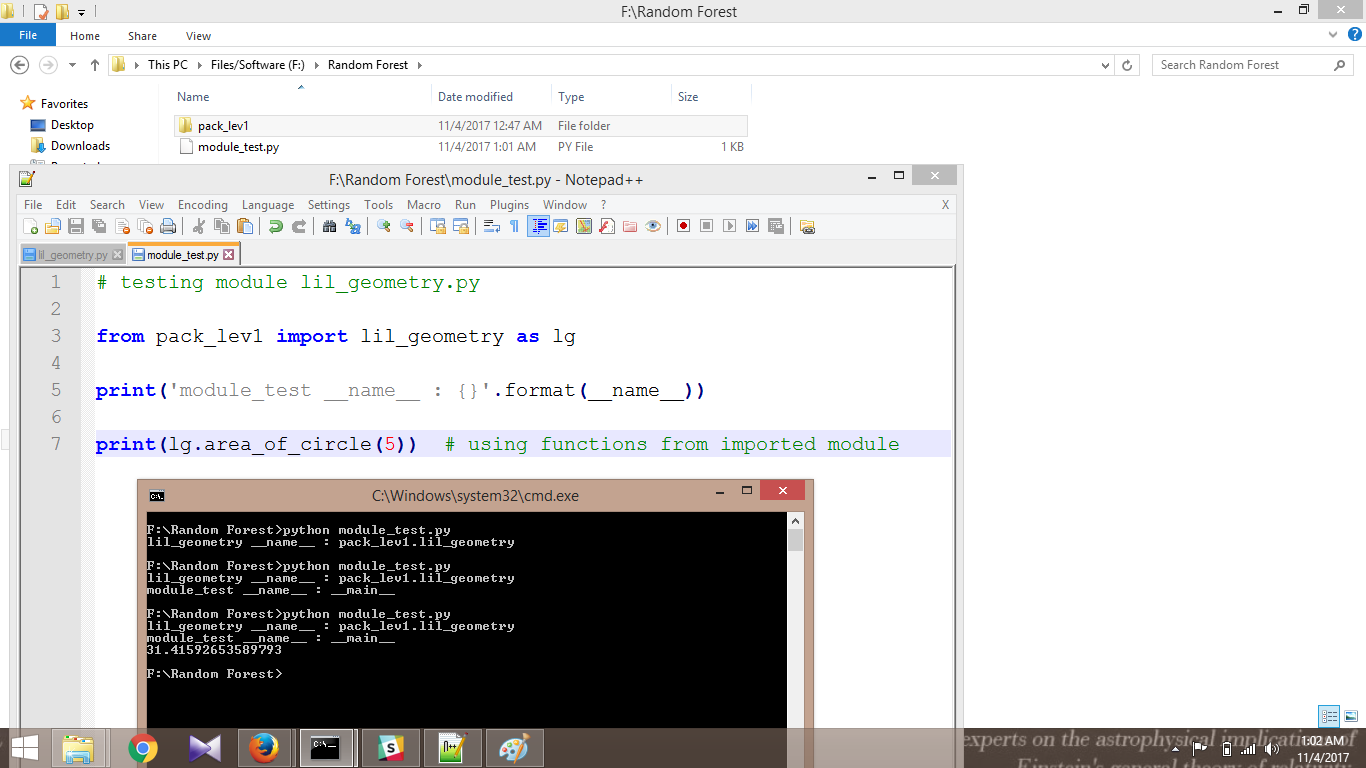 F:\Random Forest
File Home Share View
This PC Files/Software (F:) Random Forest
Search Random Forest
Name Date modified Type Size
Favorites
Desktop
Downloads
pack_lev1 11/4/2017 12:47 AM File folder
module_test.py 11/4/2017 1:01 AM PY File 1 KB
F:\Random Forest\module_test.py - Notepad++
File Edit Search View Encoding Language Settings Tools Macro Run Plugins Window ? X
lil_geometry.py module_test.py
1 # testing module lil_geometry.py
2
3 from pack_lev1 import lil_geometry as lg
4
5 print('module_test __name__ : {}'.format(__name__))
6
7 print(lg.area_of_circle(5)) # using functions from imported module
C:\Windows\system32\cmd.exe
F:\Random Forest>python module_test.py
lil_geometry __name__ : pack_lev1.lil_geometry
F:\Random Forest>python module_test.py
lil_geometry __name__ : pack_lev1.lil_geometry
module_test __name__ : __main__
F:\Random Forest>python module_test.py
lil_geometry __name__ : pack_lev1.lil_geometry
module_test __name__ : __main__
31.41592653589793
F:\Random Forest>
experts on the astrophysical implication of
Einstein's general theory of relativity
1:02 AM
11/4/2017